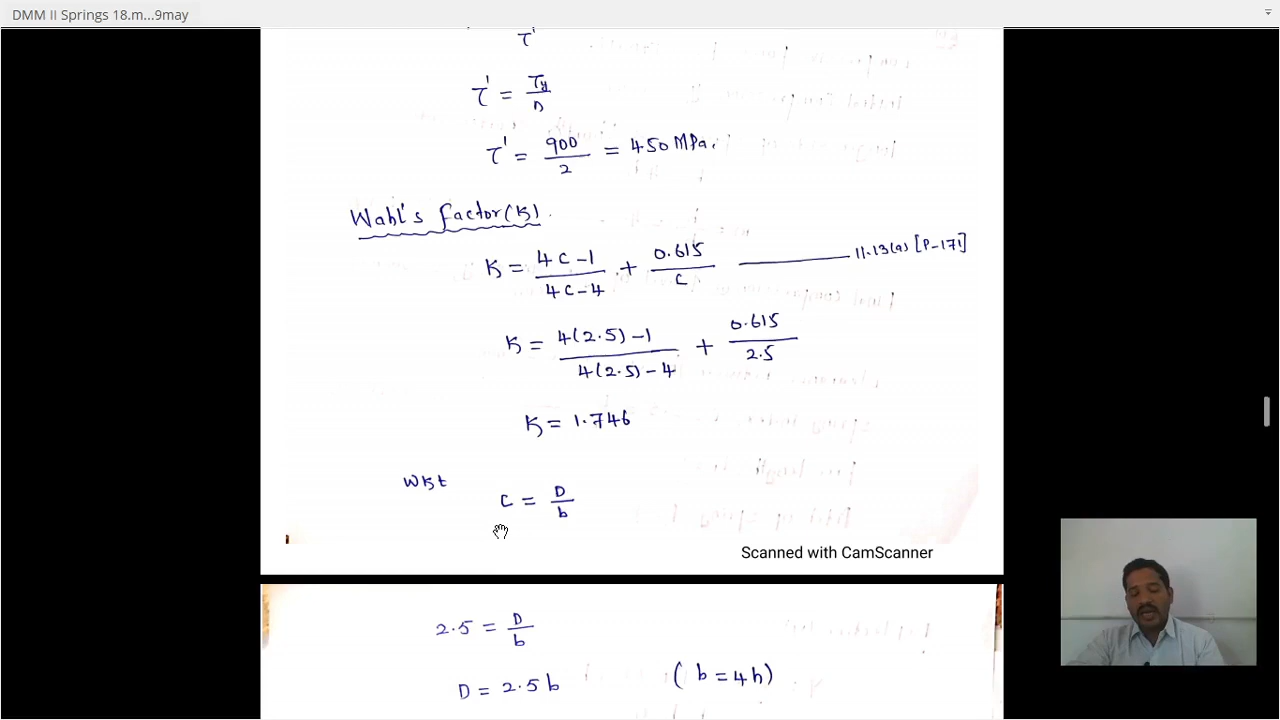 DMM II Springs 18.m...9may
τ'
τ' = Ty / n
τ' = 900 / 2 = 450 MPa.
Wahl's factor(K).
K = 4C-1 / 4C-4 + 0.615 / C ——— 11.13(a) [P-171]
K = 4(2.5)-1 / 4(2.5)-4 + 0.615 / 2.5
K = 1.746
WKt
C = D / b
Scanned with CamScanner
2.5 = D / b
D = 2.5 b (b = 4h)